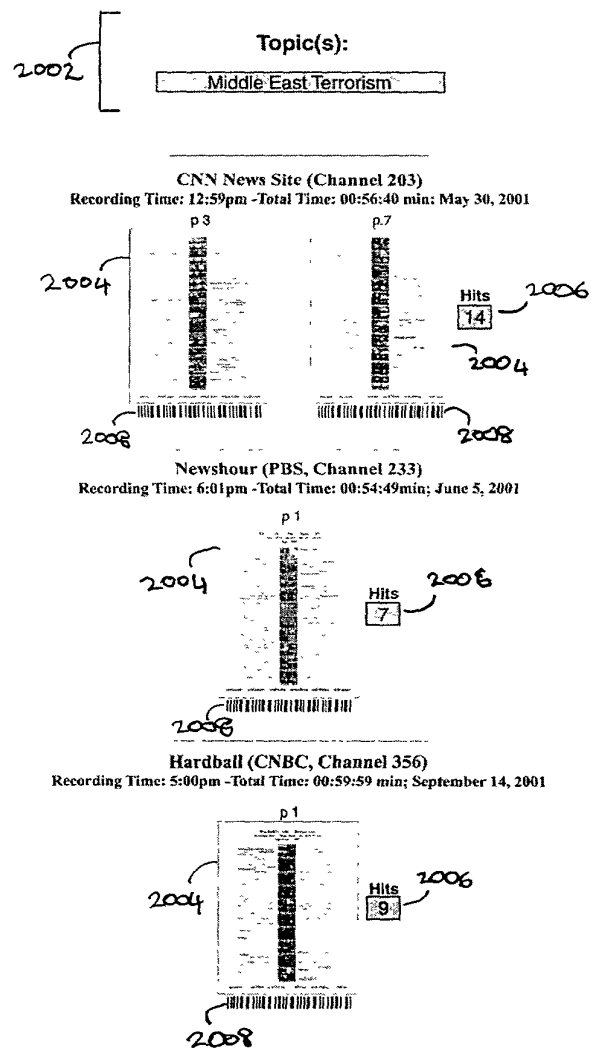 Topic(s):
2002
Middle East Terrorism
CNN News Site (Channel 203)
Recording Time: 12:59pm -Total Time: 00:56:40 min; May 30, 2001
p 3
p.7
2004
Hits
2006
14
2004
2008
2008
Newshour (PBS, Channel 233)
Recording Time: 6:01pm -Total Time: 00:54:49min; June 5, 2001
p 1
2004
Hits
2006
7
2008
Hardball (CNBC, Channel 356)
Recording Time: 5:00pm -Total Time: 00:59:59 min; September 14, 2001
p 1
2004
Hits
2006
9
2008